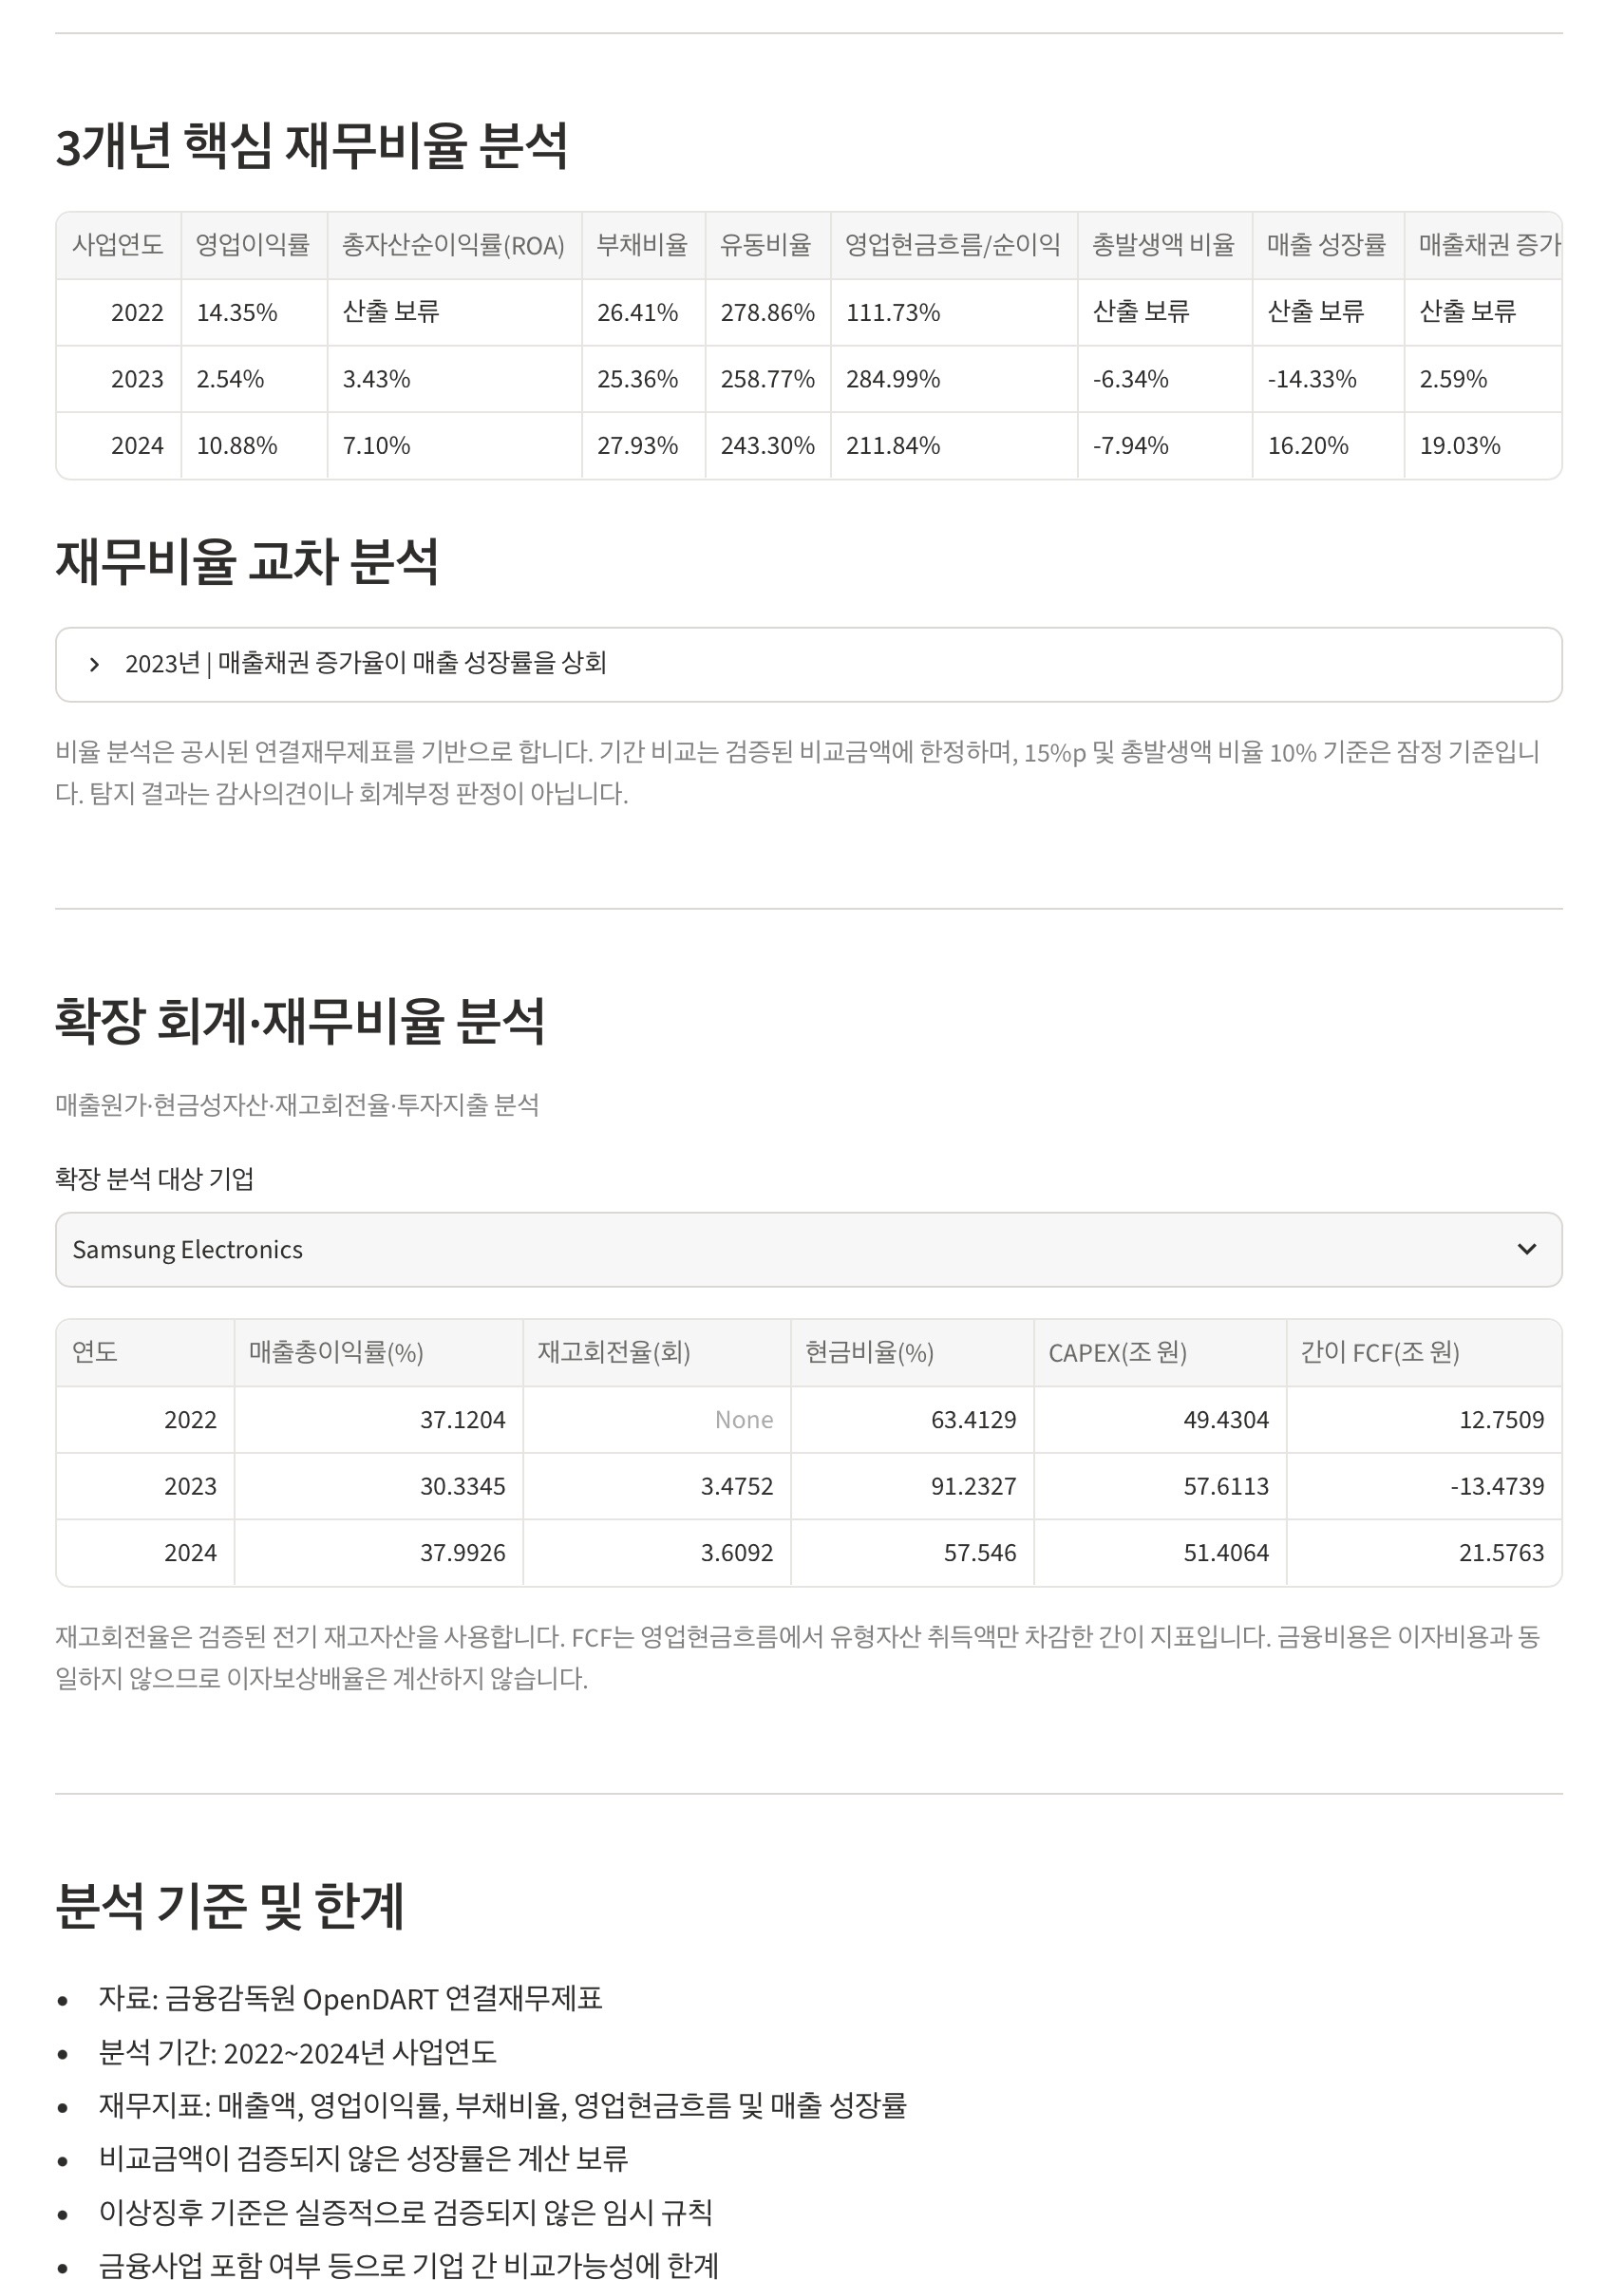 3개년 핵심 재무비율 분석
사업연도 영업이익률 총자산순이익률(ROA) 부채비율 유동비율 영업현금흐름/순이익 총발생액 비율 매출 성장률 매출채권 증가
2022 14.35% 산출 보류 26.41% 278.86% 111.73% 산출 보류 산출 보류 산출 보류
2023 2.54% 3.43% 25.36% 258.77% 284.99% -6.34% -14.33% 2.59%
2024 10.88% 7.10% 27.93% 243.30% 211.84% -7.94% 16.20% 19.03%
재무비율 교차 분석
2023년 | 매출채권 증가율이 매출 성장률을 상회
비율 분석은 공시된 연결재무제표를 기반으로 합니다. 기간 비교는 검증된 비교금액에 한정하며, 15%p 및 총발생액 비율 10% 기준은 잠정 기준입니
다. 탐지 결과는 감사의견이나 회계부정 판정이 아닙니다.
확장 회계·재무비율 분석
매출원가·현금성자산·재고회전율·투자지출 분석
확장 분석 대상 기업
Samsung Electronics
연도 매출총이익률(%) 재고회전율(회) 현금비율(%) CAPEX(조 원) 간이 FCF(조 원)
2022 37.1204 None 63.4129 49.4304 12.7509
2023 30.3345 3.4752 91.2327 57.6113 -13.4739
2024 37.9926 3.6092 57.546 51.4064 21.5763
재고회전율은 검증된 전기 재고자산을 사용합니다. FCF는 영업현금흐름에서 유형자산 취득액만 차감한 간이 지표입니다. 금융비용은 이자비용과 동
일하지 않으므로 이자보상배율은 계산하지 않습니다.
분석 기준 및 한계
• 자료: 금융감독원 OpenDART 연결재무제표
• 분석 기간: 2022~2024년 사업연도
• 재무지표: 매출액, 영업이익률, 부채비율, 영업현금흐름 및 매출 성장률
• 비교금액이 검증되지 않은 성장률은 계산 보류
• 이상징후 기준은 실증적으로 검증되지 않은 임시 규칙
• 금융사업 포함 여부 등으로 기업 간 비교가능성에 한계